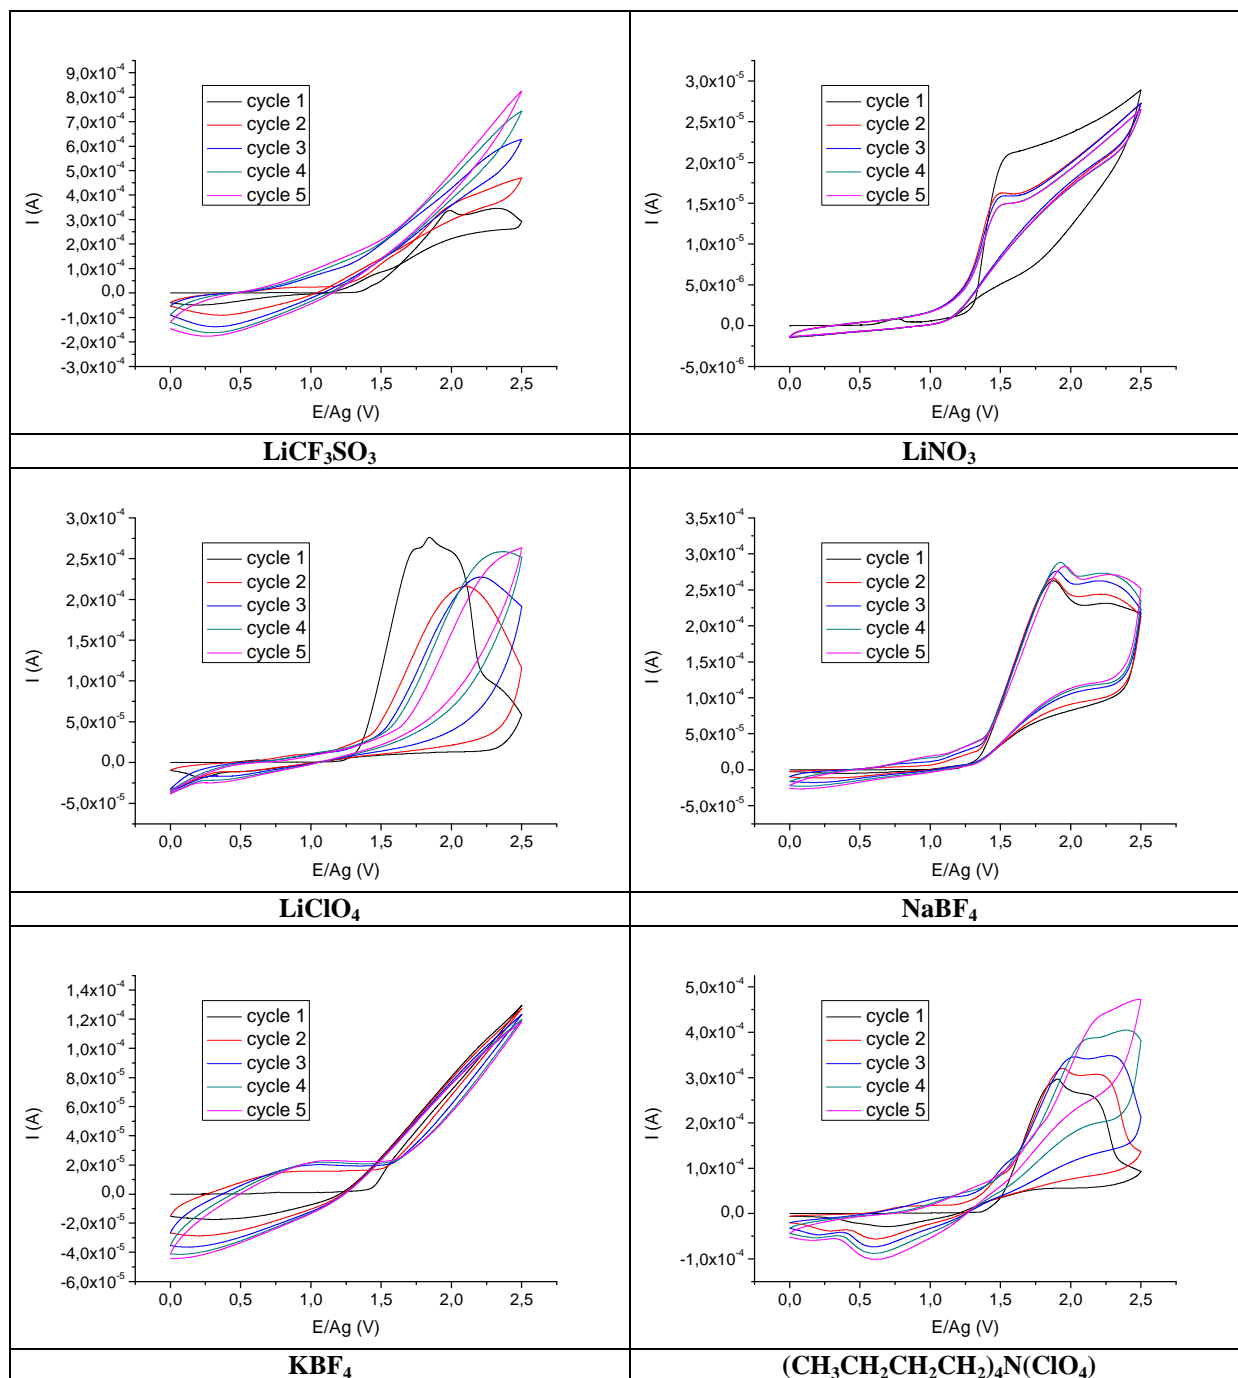 9,0x10⁻⁴
8,0x10⁻⁴
7,0x10⁻⁴
6,0x10⁻⁴
5,0x10⁻⁴
4,0x10⁻⁴
3,0x10⁻⁴
2,0x10⁻⁴
1,0x10⁻⁴
0,0
-1,0x10⁻⁴
-2,0x10⁻⁴
-3,0x10⁻⁴
I (A)
cycle 1
cycle 2
cycle 3
cycle 4
cycle 5
0,0 0,5 1,0 1,5 2,0 2,5
E/Ag (V)
LiCF₃SO₃
3,0x10⁻⁵
2,5x10⁻⁵
2,0x10⁻⁵
1,5x10⁻⁵
1,0x10⁻⁵
5,0x10⁻⁶
0,0
-5,0x10⁻⁶
I (A)
cycle 1
cycle 2
cycle 3
cycle 4
cycle 5
0,0 0,5 1,0 1,5 2,0 2,5
E/Ag (V)
LiNO₃
3,0x10⁻⁴
2,5x10⁻⁴
2,0x10⁻⁴
1,5x10⁻⁴
1,0x10⁻⁴
5,0x10⁻⁵
0,0
-5,0x10⁻⁵
I (A)
cycle 1
cycle 2
cycle 3
cycle 4
cycle 5
0,0 0,5 1,0 1,5 2,0 2,5
E/Ag (V)
LiClO₄
3,5x10⁻⁴
3,0x10⁻⁴
2,5x10⁻⁴
2,0x10⁻⁴
1,5x10⁻⁴
1,0x10⁻⁴
5,0x10⁻⁵
0,0
-5,0x10⁻⁵
I (A)
cycle 1
cycle 2
cycle 3
cycle 4
cycle 5
0,0 0,5 1,0 1,5 2,0 2,5
E/Ag (V)
NaBF₄
1,4x10⁻⁴
1,2x10⁻⁴
1,0x10⁻⁴
8,0x10⁻⁵
6,0x10⁻⁵
4,0x10⁻⁵
2,0x10⁻⁵
0,0
-2,0x10⁻⁵
-4,0x10⁻⁵
-6,0x10⁻⁵
I (A)
cycle 1
cycle 2
cycle 3
cycle 4
cycle 5
0,0 0,5 1,0 1,5 2,0 2,5
E/Ag (V)
KBF₄
5,0x10⁻⁴
4,0x10⁻⁴
3,0x10⁻⁴
2,0x10⁻⁴
1,0x10⁻⁴
0,0
-1,0x10⁻⁴
I (A)
cycle 1
cycle 2
cycle 3
cycle 4
cycle 5
0,0 0,5 1,0 1,5 2,0 2,5
E/Ag (V)
(CH₃CH₂CH₂CH₂)₄N(ClO₄)